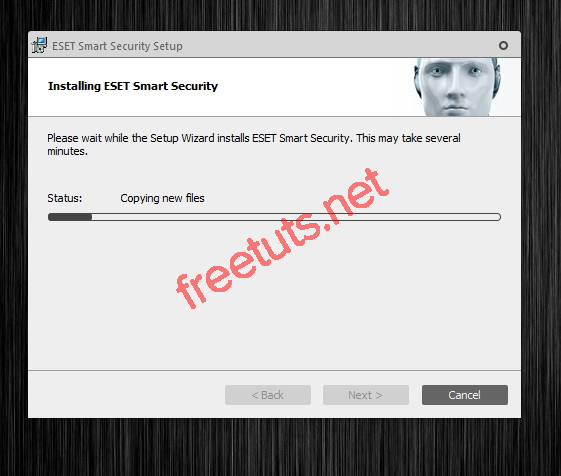 ESET Smart Security Setup
Installing ESET Smart Security
Please wait while the Setup Wizard installs ESET Smart Security. This may take several
minutes.
Status: Copying new files
freetuts.net
< Back Next > Cancel